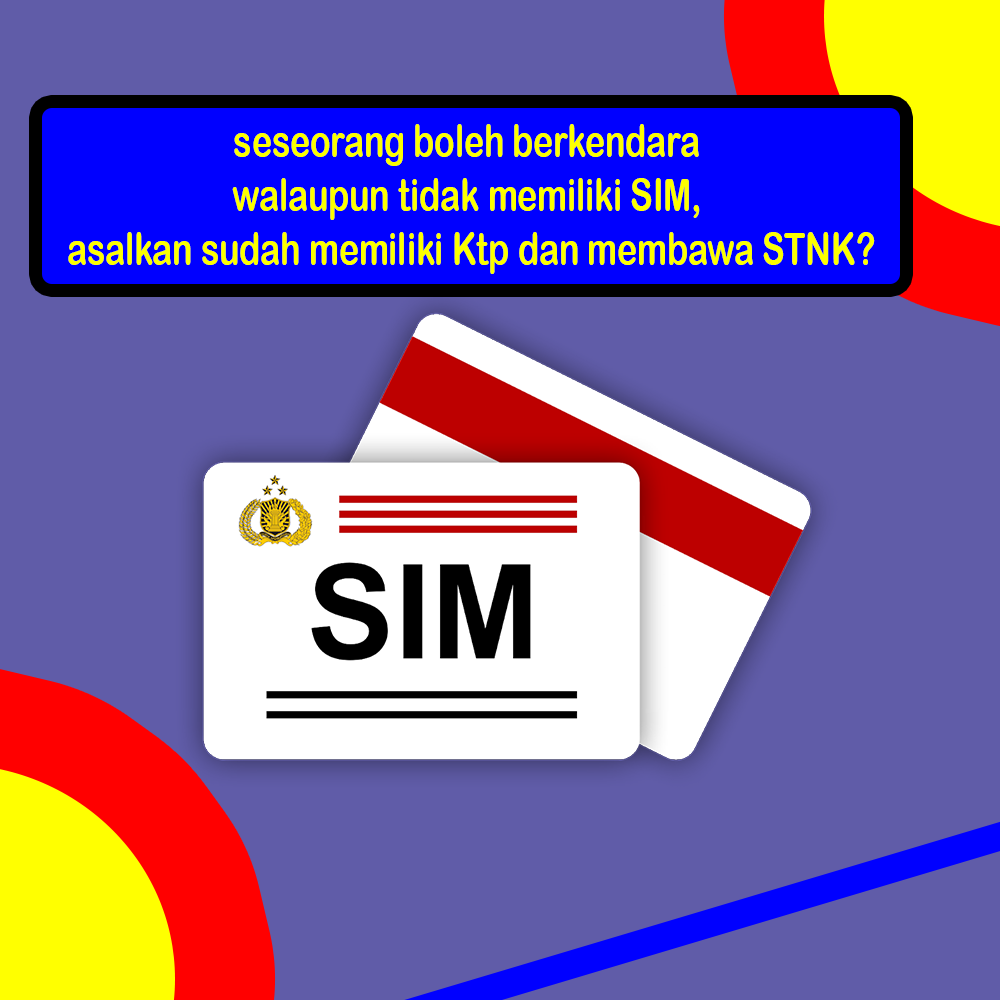 seseorang boleh berkendara
walaupun tidak memiliki SIM,
asalkan sudah memiliki Ktp dan membawa STNK?
SIM